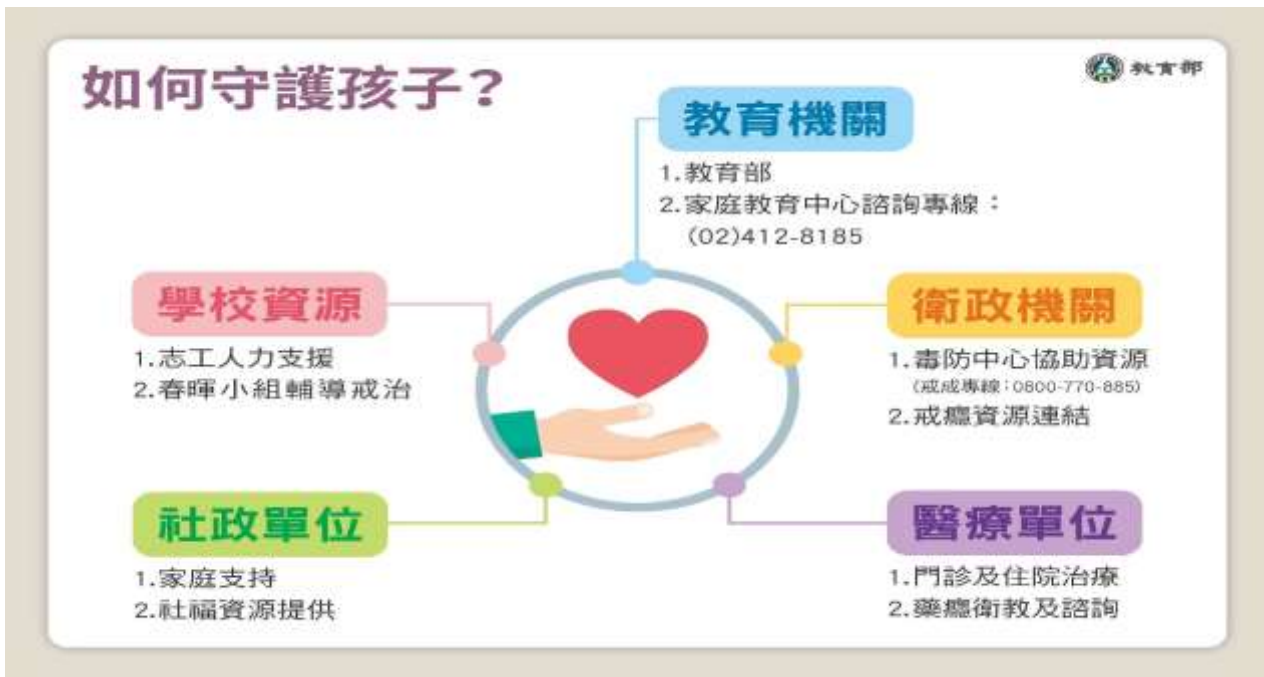 如何守護孩子?
教育部
教育機關
1.教育部
2.家庭教育中心諮詢專線:
(02)412-8185
學校資源
1.志工人力支援
2.春暉小組輔導戒治
衛政機關
1.毒防中心協助資源
(戒成專線:0800-770-885)
2.戒癮資源連結
社政單位
1.家庭支持
2.社福資源提供
醫療單位
1.門診及住院治療
2.藥癮衛教及諮詢